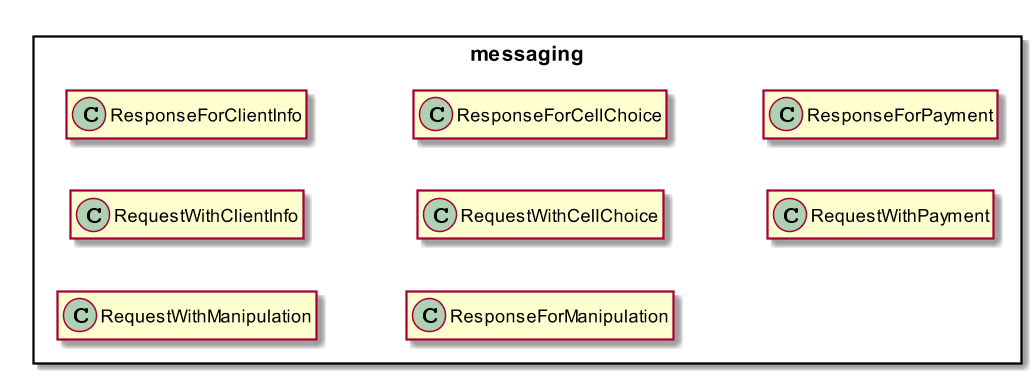 messaging
C ResponseForClientInfo
C ResponseForCellChoice
C ResponseForPayment
C RequestWithClientInfo
C RequestWithCellChoice
C RequestWithPayment
C RequestWithManipulation
C ResponseForManipulation